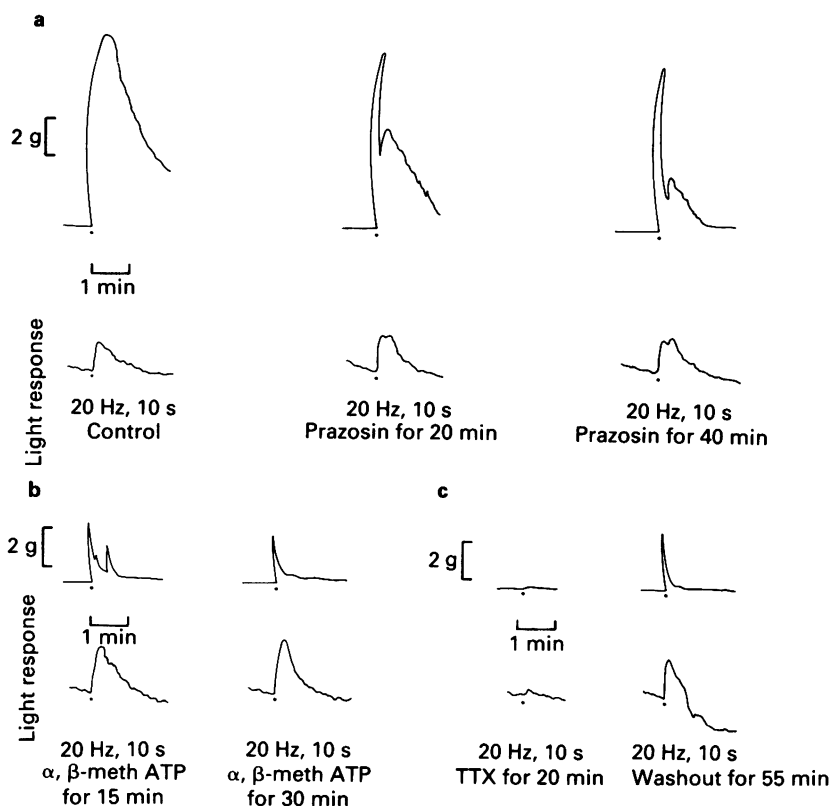 a
2 g
1 min
Light response
20 Hz, 10 s
Control
20 Hz, 10 s
Prazosin for 20 min
20 Hz, 10 s
Prazosin for 40 min
b
2 g
1 min
Light response
20 Hz, 10 s
α, β-meth ATP
for 15 min
20 Hz, 10 s
α, β-meth ATP
for 30 min
c
2 g
1 min
20 Hz, 10 s
TTX for 20 min
20 Hz, 10 s
Washout for 55 min